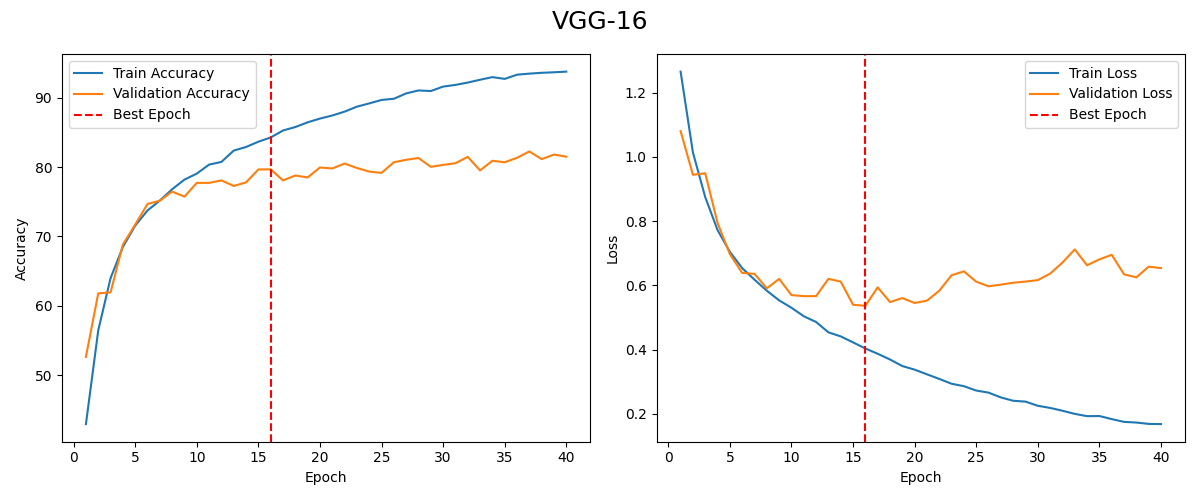 VGG-16
Train Accuracy
Validation Accuracy
Best Epoch
90
80
70
60
50
Accuracy
0 5 10 15 20 25 30 35 40
Epoch
Train Loss
Validation Loss
Best Epoch
1.2
1.0
0.8
0.6
0.4
0.2
Loss
0 5 10 15 20 25 30 35 40
Epoch